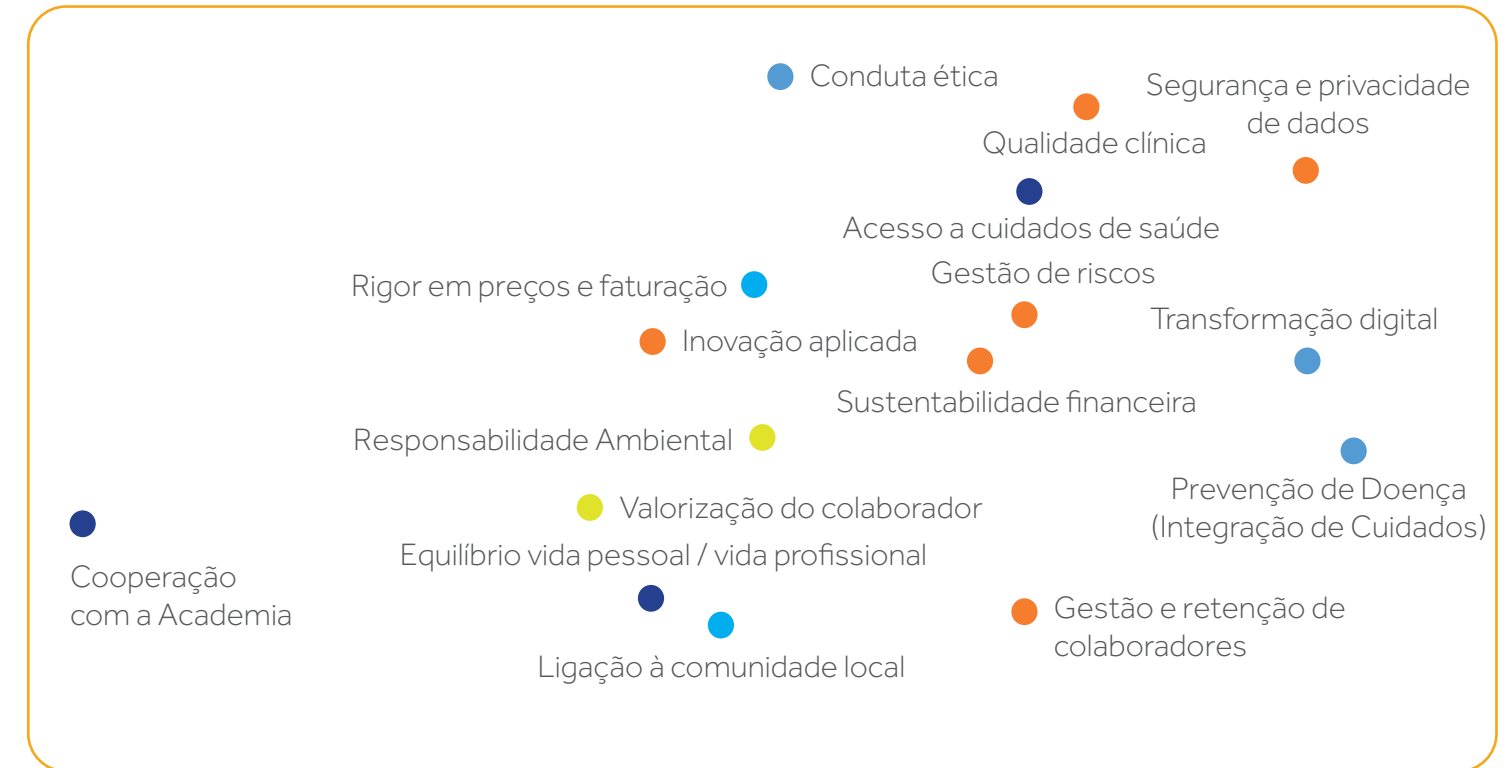 Conduta ética
Segurança e privacidade
de dados
Qualidade clínica
Acesso a cuidados de saúde
Gestão de riscos
Rigor em preços e faturação
Transformação digital
Inovação aplicada
Sustentabilidade financeira
Responsabilidade Ambiental
Prevenção de Doença
(Integração de Cuidados)
Valorização do colaborador
Equilíbrio vida pessoal / vida profissional
Cooperação
com a Academia
Gestão e retenção de
colaboradores
Ligação à comunidade local